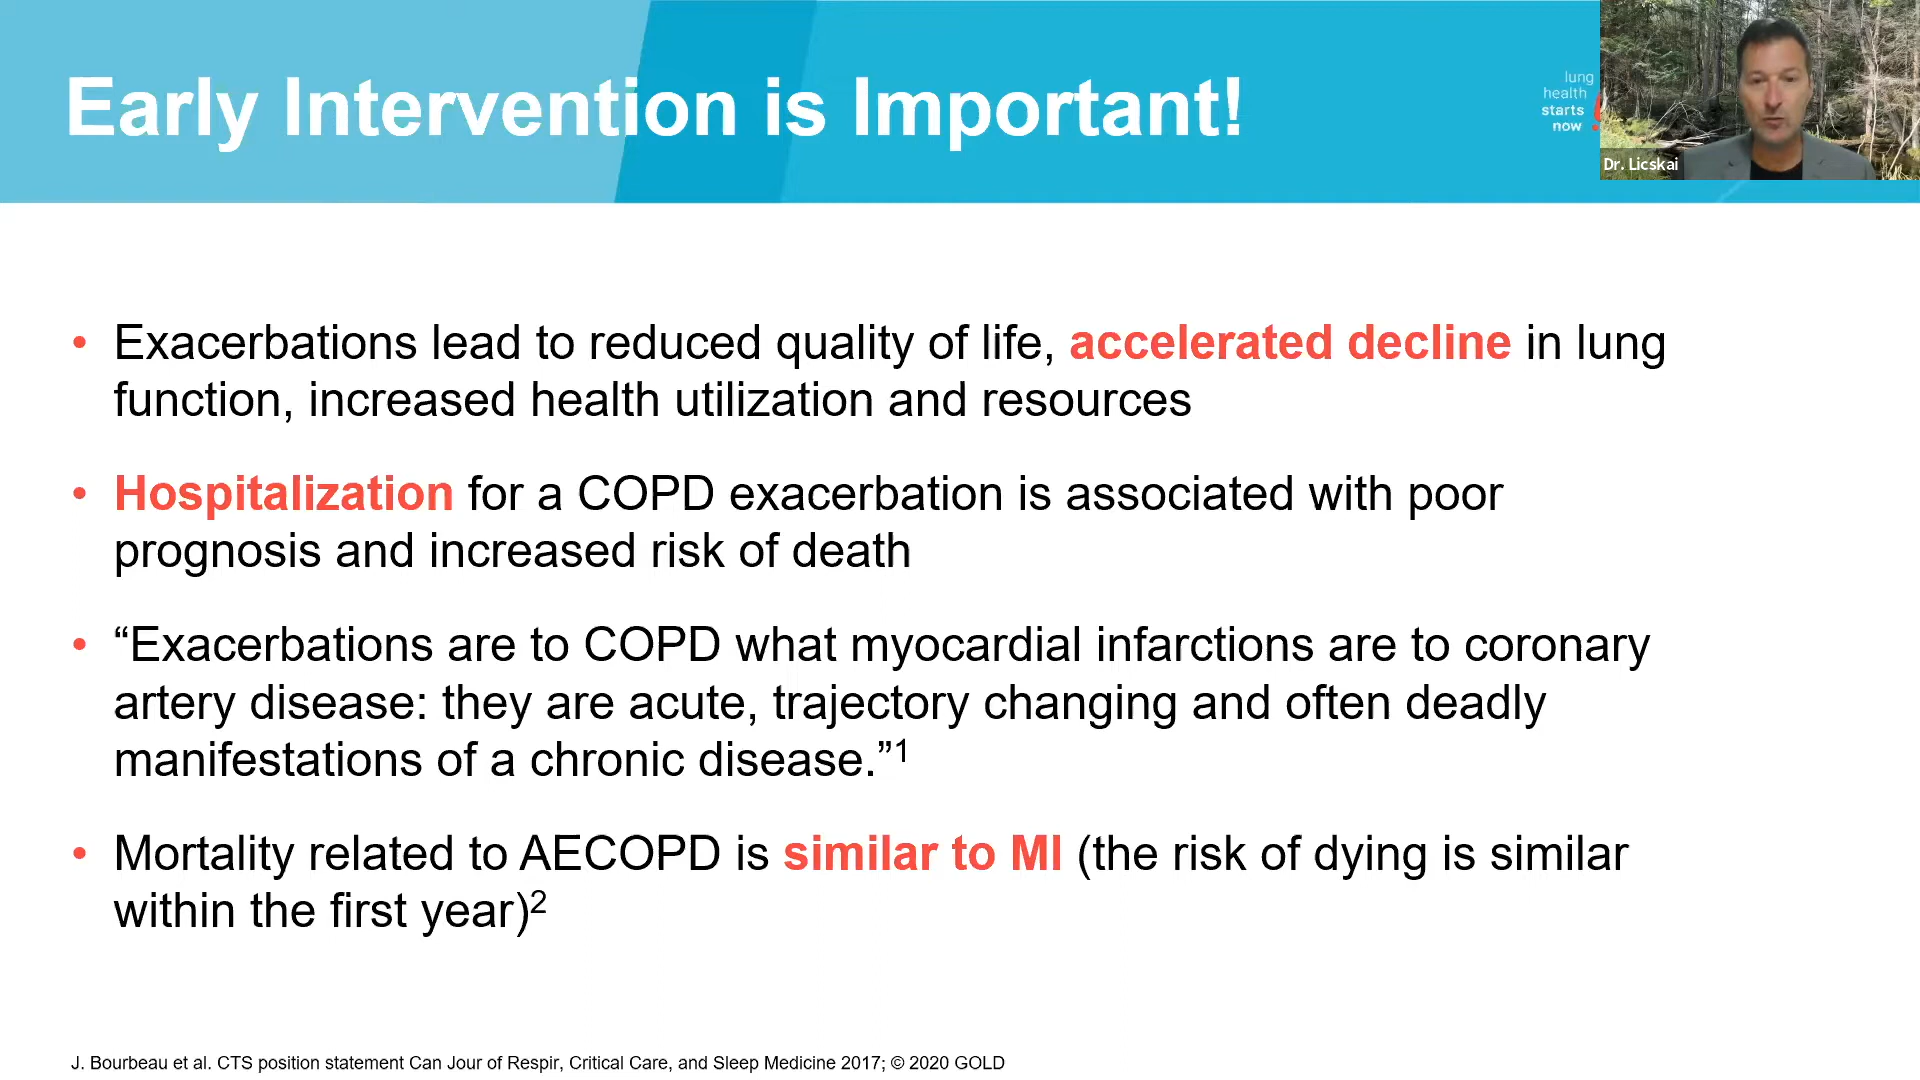 Early Intervention is Important!
lung
health
starts
now
Dr. Licskai
• Exacerbations lead to reduced quality of life, accelerated decline in lung
function, increased health utilization and resources
• Hospitalization for a COPD exacerbation is associated with poor
prognosis and increased risk of death
• “Exacerbations are to COPD what myocardial infarctions are to coronary
artery disease: they are acute, trajectory changing and often deadly
manifestations of a chronic disease.”1
• Mortality related to AECOPD is similar to MI (the risk of dying is similar
within the first year)2
J. Bourbeau et al. CTS position statement Can Jour of Respir, Critical Care, and Sleep Medicine 2017; © 2020 GOLD